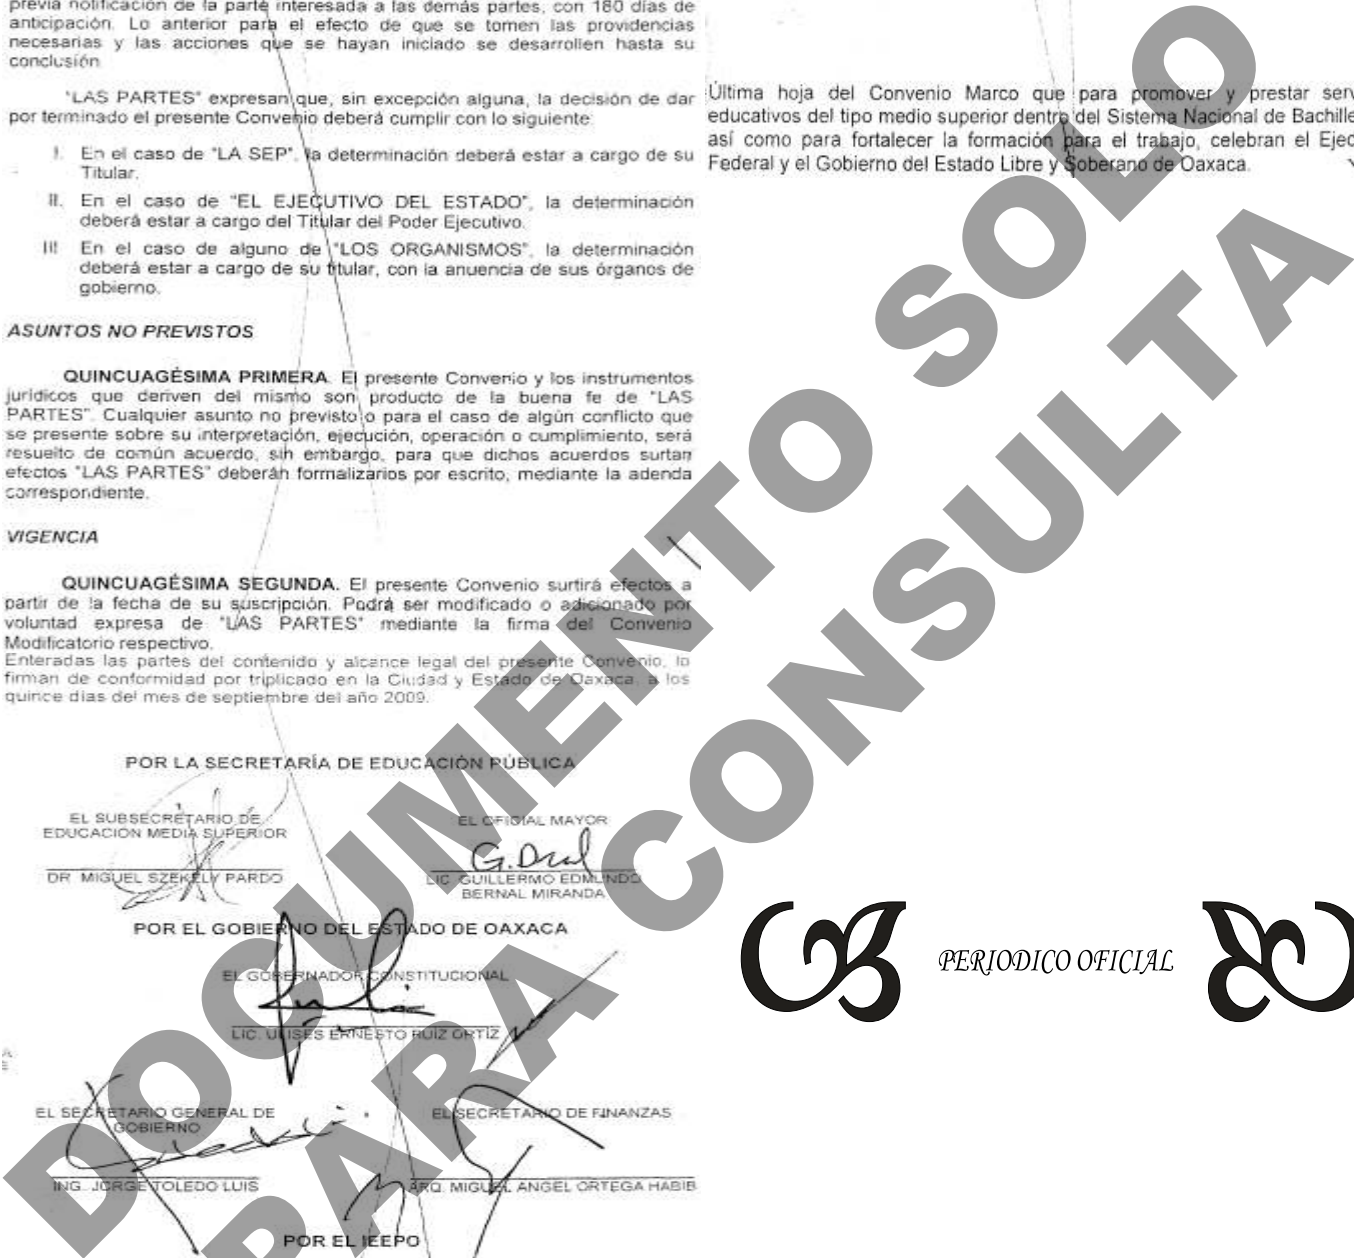 previa notificación de la parte interesada a las demás partes, con 180 días de
anticipación. Lo anterior para el efecto de que se tomen las providencias
necesarias y las acciones que se hayan iniciado se desarrollen hasta su
conclusión
"LAS PARTES" expresan que, sin excepción alguna, la decisión de dar
por terminado el presente Convenio deberá cumplir con lo siguiente:
I. En el caso de "LA SEP", la determinación deberá estar a cargo de su
Titular.
II. En el caso de "EL EJECUTIVO DEL ESTADO", la determinación
deberá estar a cargo del Titular del Poder Ejecutivo.
III En el caso de alguno de "LOS ORGANISMOS", la determinación
deberá estar a cargo de su titular, con la anuencia de sus órganos de
gobierno.
ASUNTOS NO PREVISTOS
QUINCUAGÉSIMA PRIMERA. El presente Convenio y los instrumentos
jurídicos que deriven del mismo son producto de la buena fe de "LAS
PARTES". Cualquier asunto no previsto o para el caso de algún conflicto que
se presente sobre su interpretación, ejecución, operación o cumplimiento, será
resuelto de común acuerdo, sin embargo, para que dichos acuerdos surtan
efectos "LAS PARTES" deberán formalizarlos por escrito, mediante la adenda
correspondiente.
VIGENCIA
QUINCUAGÉSIMA SEGUNDA. El presente Convenio surtirá efectos a
partir de la fecha de su suscripción. Podrá ser modificado o adicionado por
voluntad expresa de "LAS PARTES" mediante la firma del Convenio
Modificatorio respectivo.
Enteradas las partes del contenido y alcance legal del presente Convenio, lo
firman de conformidad por triplicado en la Ciudad y Estado de Oaxaca, a los
quince días del mes de septiembre del año 2009.
POR LA SECRETARÍA DE EDUCACIÓN PÚBLICA
EL SUBSECRETARIO DE
EDUCACIÓN MEDIA SUPERIOR
DR. MIGUEL SZEKELY PARDO
EL OFICIAL MAYOR
G. Dral
LIC. GUILLERMO EDMUNDO
BERNAL MIRANDA
POR EL GOBIERNO DEL ESTADO DE OAXACA
EL GOBERNADOR CONSTITUCIONAL
LIC. ULISES ERNESTO RUIZ ORTIZ
EL SECRETARIO GENERAL DE
GOBIERNO
ING. JORGE TOLEDO LUIS
EL SECRETARIO DE FINANZAS
ARQ. MIGUEL ANGEL ORTEGA HABIB
POR EL IEEPO
Última hoja del Convenio Marco que para promover y prestar serv
educativos del tipo medio superior dentro del Sistema Nacional de Bachille
así como para fortalecer la formación para el trabajo, celebran el Ejec
Federal y el Gobierno del Estado Libre y Soberano de Oaxaca.
PERIODICO OFICIAL
DOCUMENTO SOLO
PARA CONSULTA